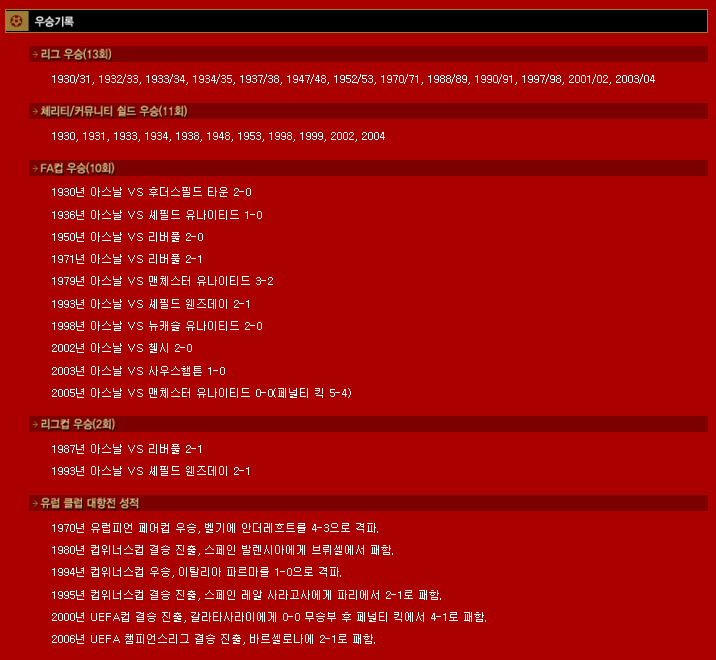 우승기록
리그 우승(13회)
1930/31, 1932/33, 1933/34, 1934/35, 1937/38, 1947/48, 1952/53, 1970/71, 1988/89, 1990/91, 1997/98, 2001/02, 2003/04
체리티/커뮤니티 쉴드 우승(11회)
1930, 1931, 1933, 1934, 1938, 1948, 1953, 1998, 1999, 2002, 2004
FA컵 우승(10회)
1930년 아스날 VS 후더스필드 타운 2-0
1936년 아스날 VS 셰필드 유나이티드 1-0
1950년 아스날 VS 리버풀 2-0
1971년 아스날 VS 리버풀 2-1
1979년 아스날 VS 맨체스터 유나이티드 3-2
1993년 아스날 VS 셰필드 웬즈데이 2-1
1998년 아스날 VS 뉴캐슬 유나이티드 2-0
2002년 아스날 VS 첼시 2-0
2003년 아스날 VS 사우스햄튼 1-0
2005년 아스날 VS 맨체스터 유나이티드 0-0(페널티 킥 5-4)
리그컵 우승(2회)
1987년 아스날 VS 리버풀 2-1
1993년 아스날 VS 셰필드 웬즈데이 2-1
유럽 클럽 대항전 성적
1970년 유럽피언 페어컵 우승, 벨기에 안더레흐트를 4-3으로 격파.
1980년 컵위너스컵 결승 진출, 스페인 발렌시아에게 브뤼셀에서 패함.
1994년 컵위너스컵 우승, 이탈리아 파르마를 1-0으로 격파.
1995년 컵위너스컵 결승 진출, 스페인 레알 사라고사에게 파리에서 2-1로 패함.
2000년 UEFA컵 결승 진출, 갈라타사라이에게 0-0 무승부 후 페널티 킥에서 4-1로 패함.
2006년 UEFA 챔피언스리그 결승 진출, 바르셀로나에 2-1로 패함.